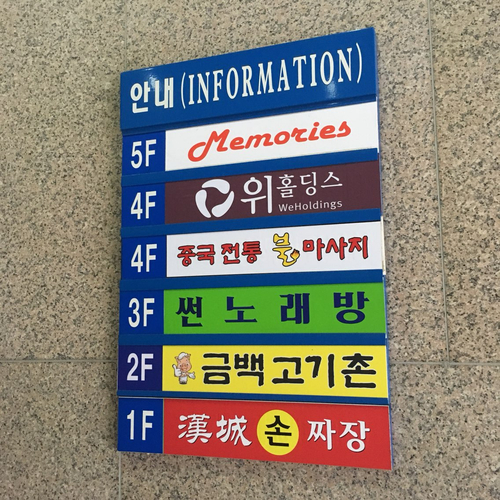 안내 (INFORMATION)
5F Memories
4F 위홀딩스
WeHoldings
4F 중국전통 불 마사지
3F 썬노래방
2F 금백고기촌
1F 漢城 손 짜장